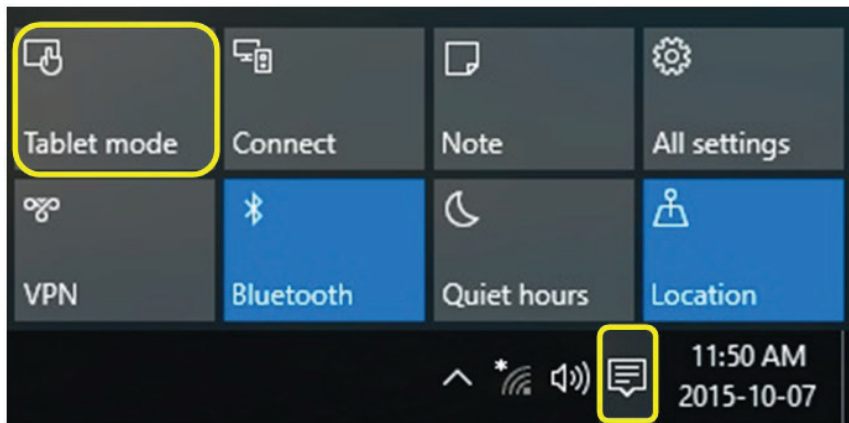 Tablet mode
Connect
Note
All settings
VPN
Bluetooth
Quiet hours
Location
11:50 AM
2015-10-07